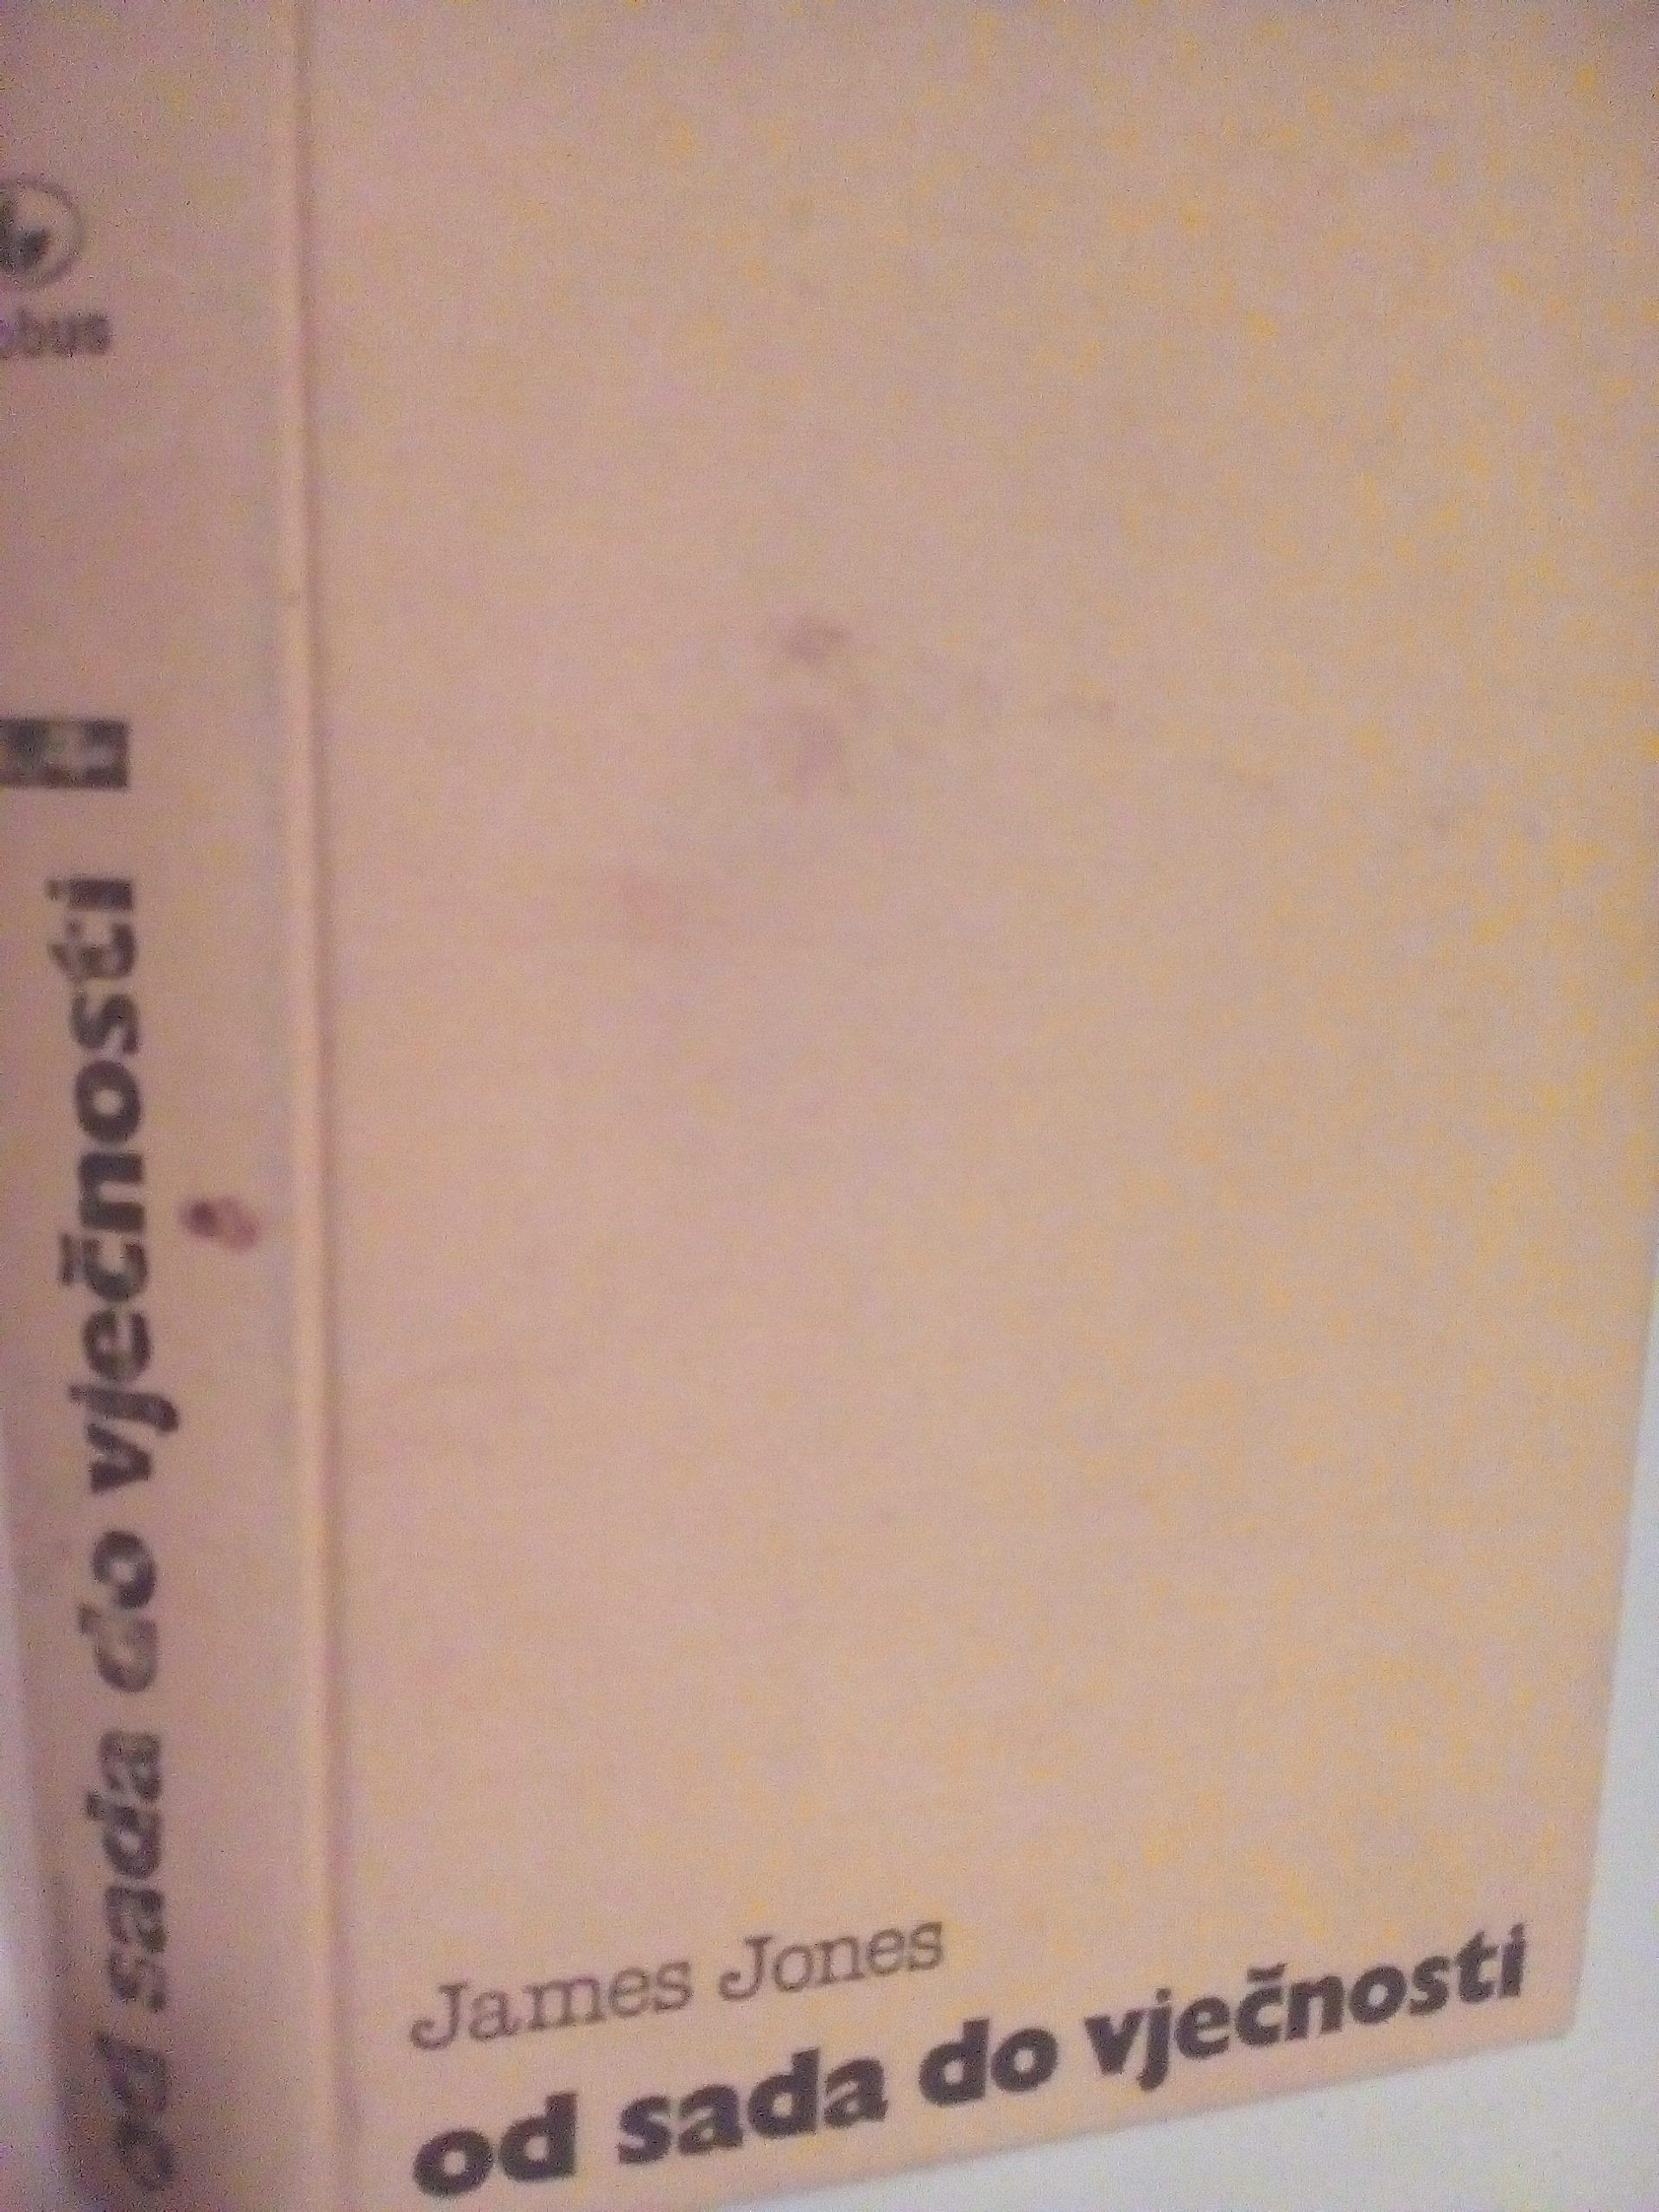 obus
od sada do vječnosti
James Jones
od sada do vječnosti